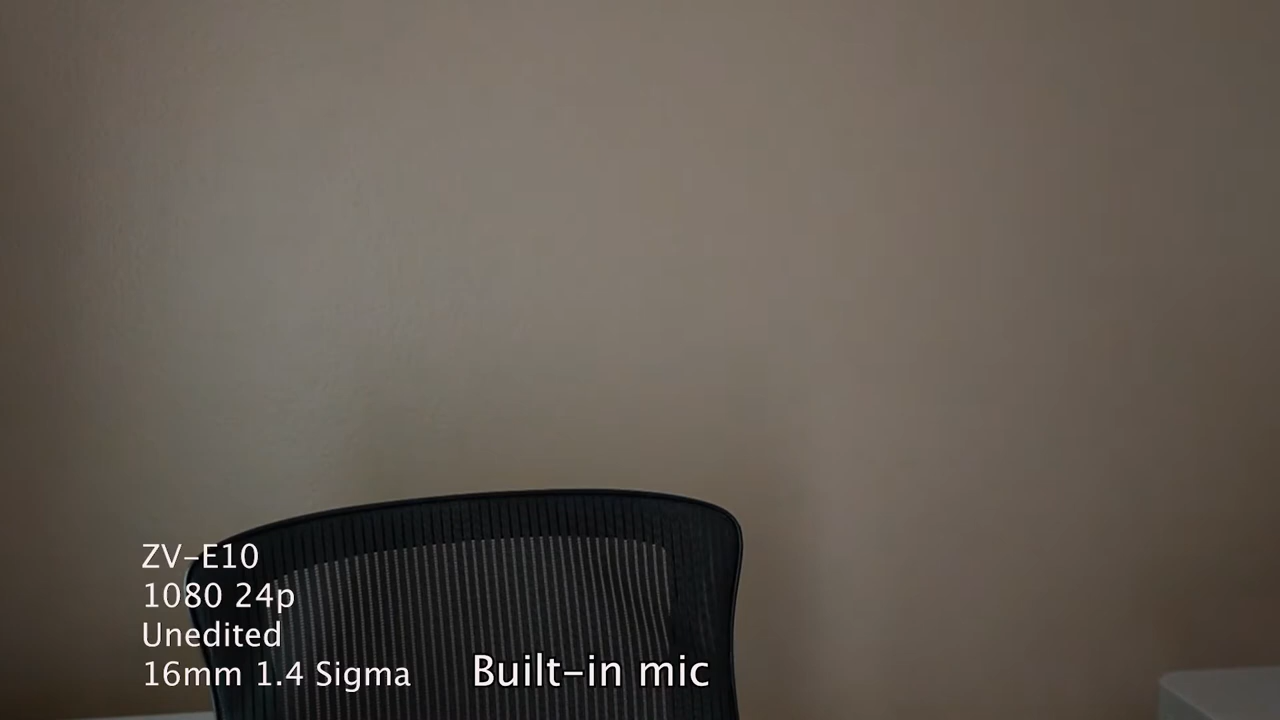 ZV-E10
1080 24p
Unedited
16mm 1.4 Sigma
Built-in mic